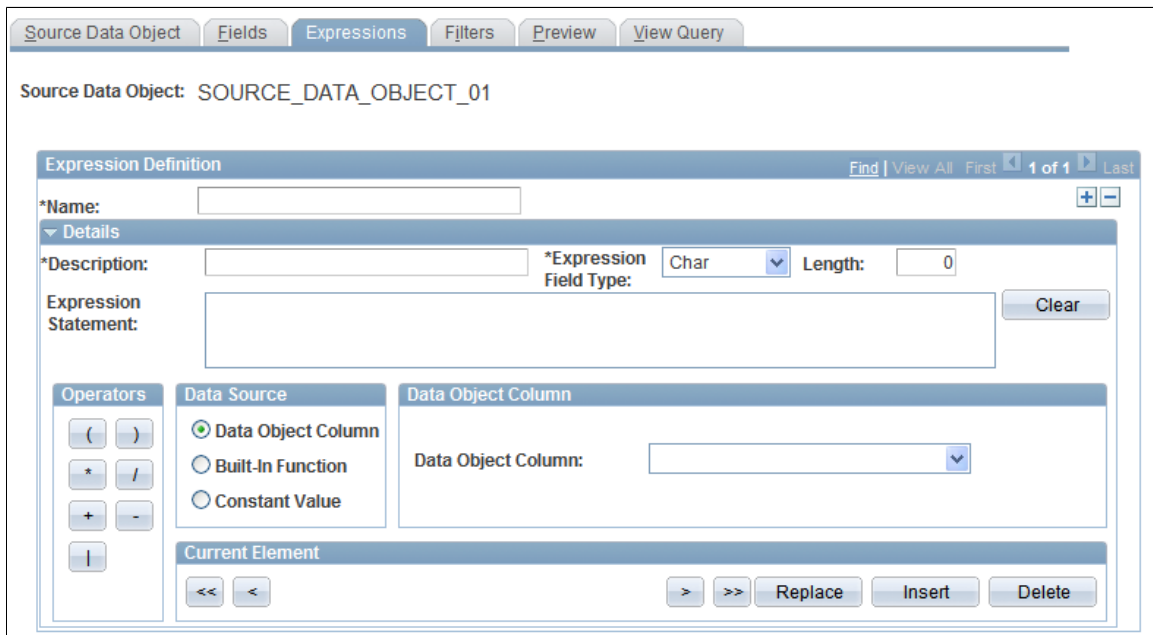 Source Data Object Fields Expressions Filters Preview View Query
Source Data Object: SOURCE_DATA_OBJECT_01
Expression Definition Find | View All First 1 of 1 Last
*Name: + -
Details
*Description: *Expression Field Type: Char Length: 0
Expression Statement: Clear
Operators Data Source Data Object Column
( ) Data Object Column
* / Built-In Function Data Object Column:
+ - Constant Value
|
Current Element
<< < > >> Replace Insert Delete